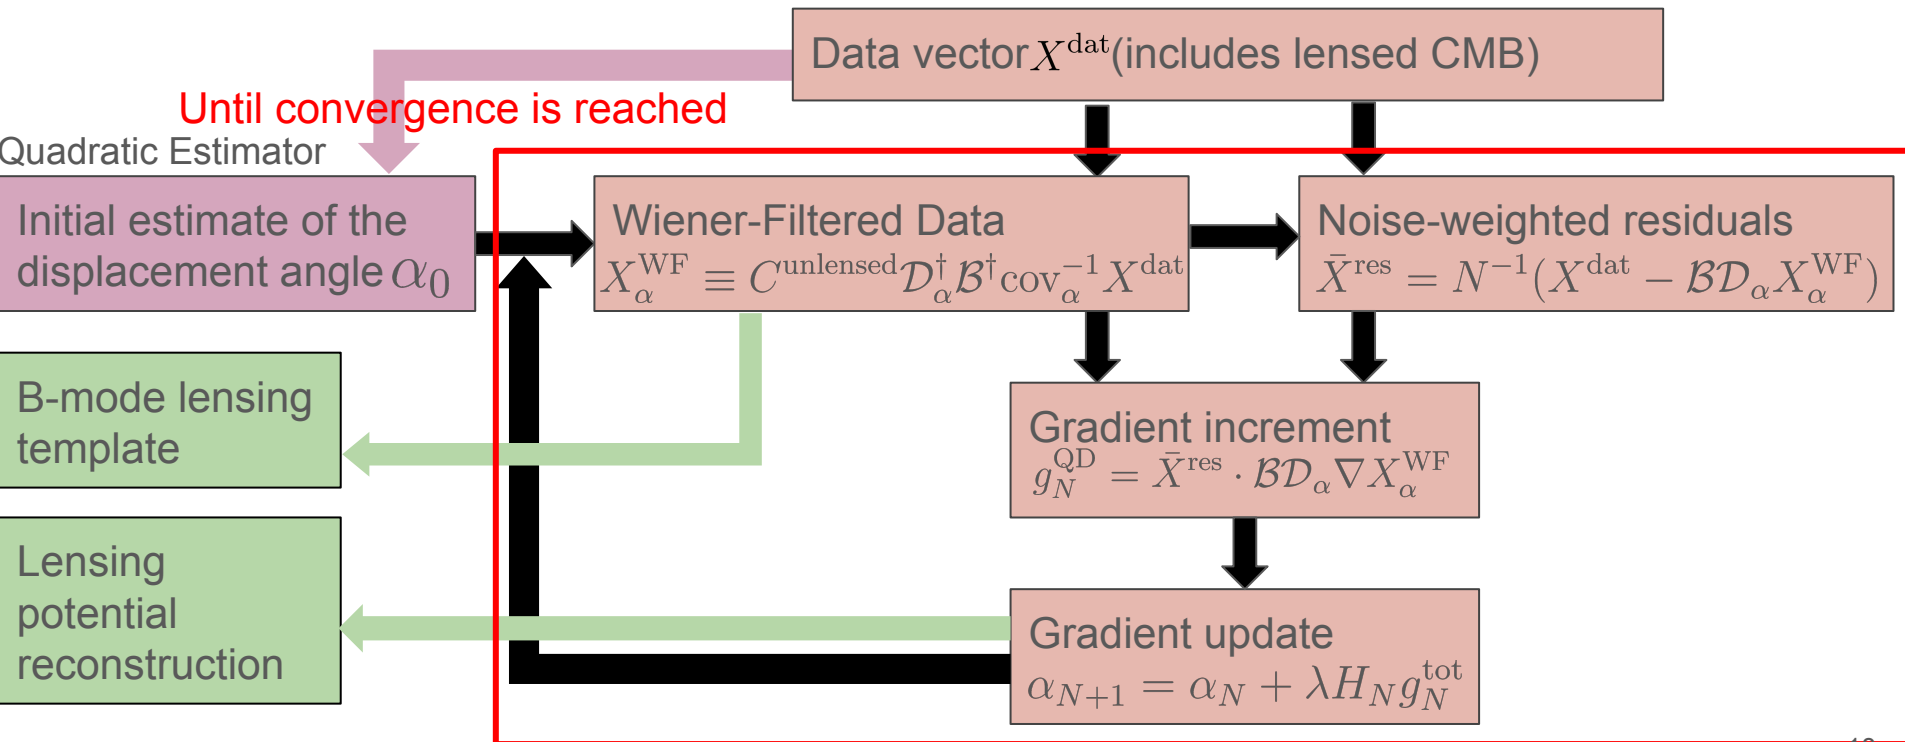 Data vector X^dat (includes lensed CMB)
Until convergence is reached
Quadratic Estimator
Initial estimate of the
displacement angle α_0
Wiener-Filtered Data
X_α^WF ≡ C^unlensed 𝒟_α^† ℬ^† cov_α^{-1} X^dat
Noise-weighted residuals
X̄^res = N^{-1}(X^dat − ℬ𝒟_α X_α^WF)
B-mode lensing
template
Gradient increment
g_N^QD = X̄^res · ℬ𝒟_α ∇X_α^WF
Lensing
potential
reconstruction
Gradient update
α_{N+1} = α_N + λH_N g_N^tot